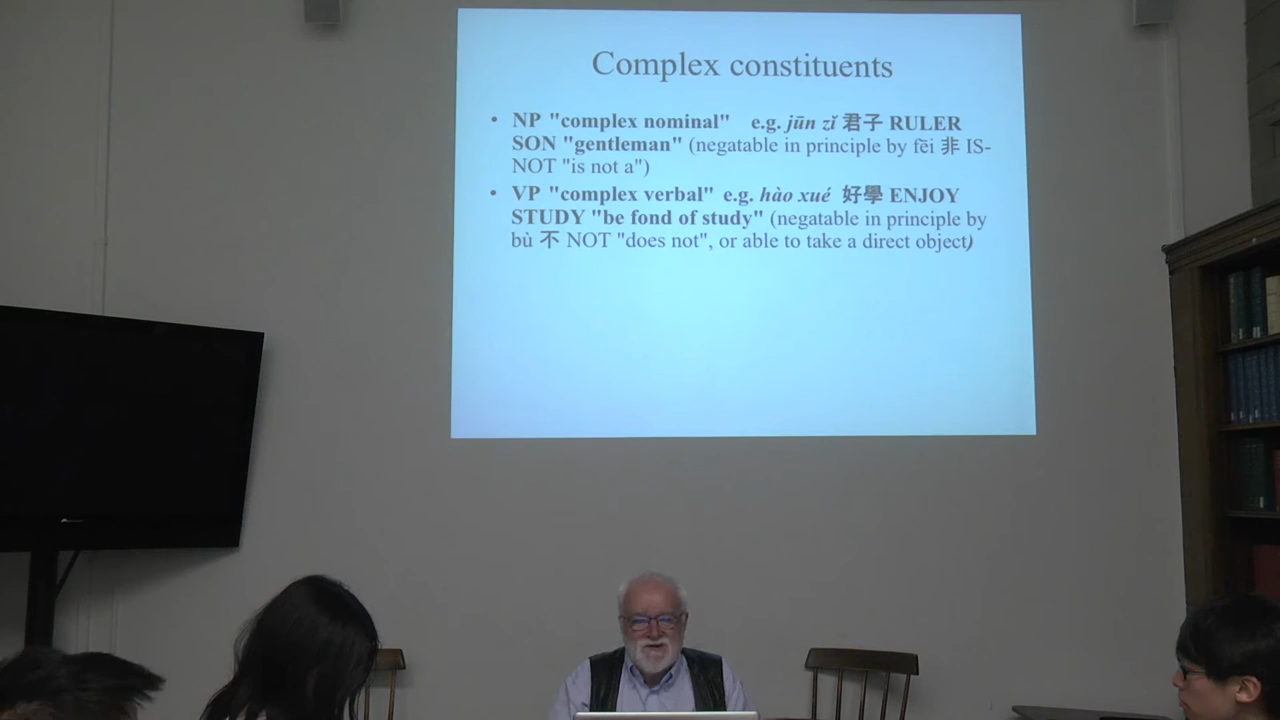 Complex constituents
• NP "complex nominal" e.g. jūn zǐ 君子 RULER
SON "gentleman" (negatable in principle by fēi 非 IS-
NOT "is not a")
• VP "complex verbal" e.g. hào xué 好學 ENJOY
STUDY "be fond of study" (negatable in principle by
bù 不 NOT "does not", or able to take a direct object)